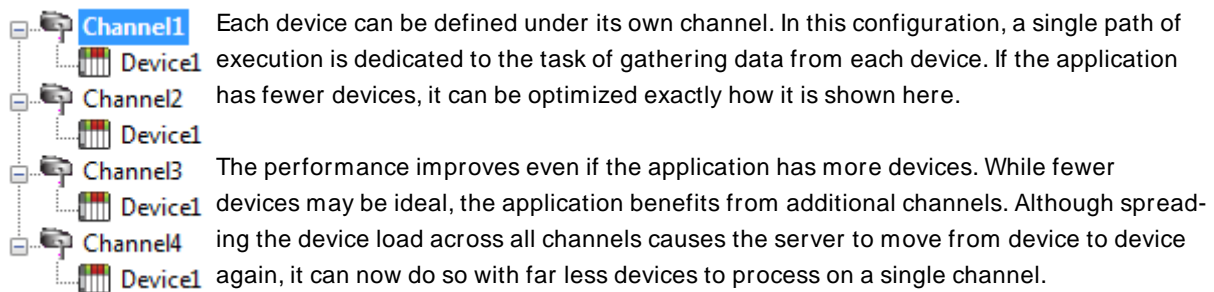 Channel1
Device1
Channel2
Device1
Channel3
Device1
Channel4
Device1
Each device can be defined under its own channel. In this configuration, a single path of
execution is dedicated to the task of gathering data from each device. If the application
has fewer devices, it can be optimized exactly how it is shown here.
The performance improves even if the application has more devices. While fewer
devices may be ideal, the application benefits from additional channels. Although spread-
ing the device load across all channels causes the server to move from device to device
again, it can now do so with far less devices to process on a single channel.